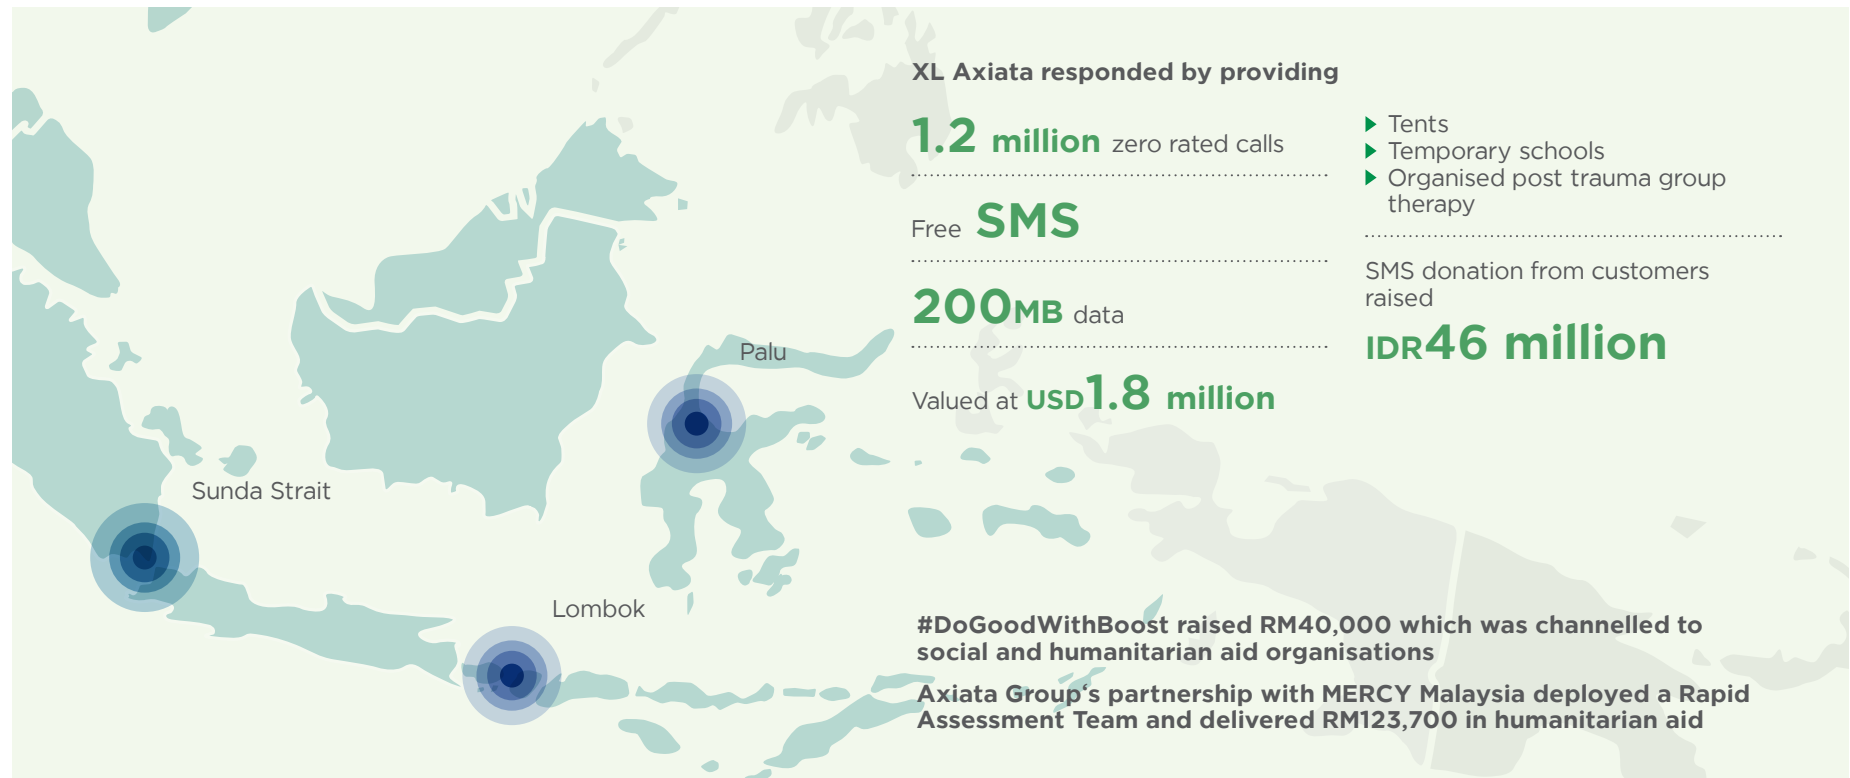 XL Axiata responded by providing
1.2 million zero rated calls
Free SMS
200MB data
Valued at USD1.8 million
Tents
Temporary schools
Organised post trauma group
therapy
SMS donation from customers
raised
IDR46 million
Palu
Sunda Strait
Lombok
#DoGoodWithBoost raised RM40,000 which was channelled to
social and humanitarian aid organisations
Axiata Group‘s partnership with MERCY Malaysia deployed a Rapid
Assessment Team and delivered RM123,700 in humanitarian aid